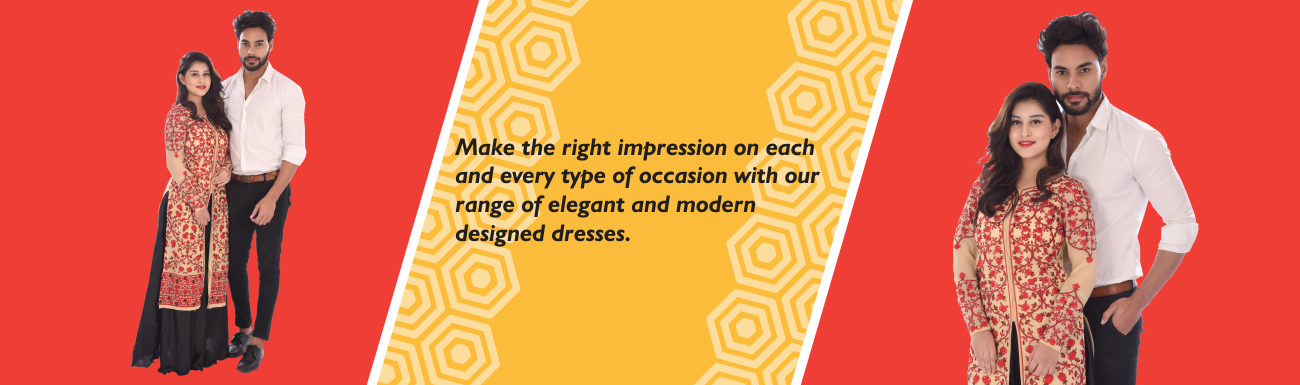 Make the right impression on each
and every type of occasion with our
range of elegant and modern
designed dresses.